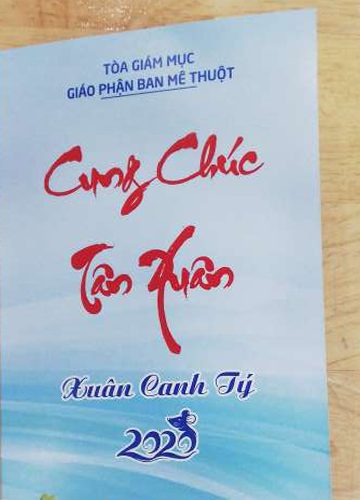 TÒA GIÁM MỤC
GIÁO PHẬN BAN MÊ THUỘT
Cung Chúc
Tân Xuân
Xuân Canh Tý
2020